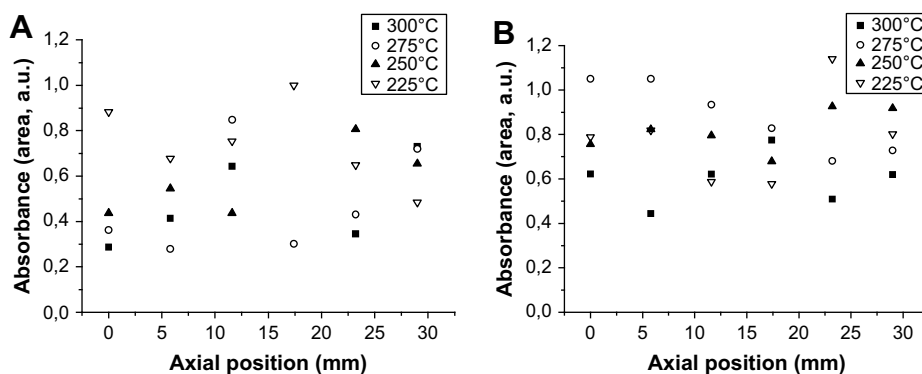 A
Absorbance (area, a.u.)
1,2
1,0
0,8
0,6
0,4
0,2
0,0
300°C
275°C
250°C
225°C
0 5 10 15 20 25 30
Axial position (mm)
B
Absorbance (area, a.u.)
1,2
1,0
0,8
0,6
0,4
0,2
0,0
300°C
275°C
250°C
225°C
0 5 10 15 20 25 30
Axial position (mm)